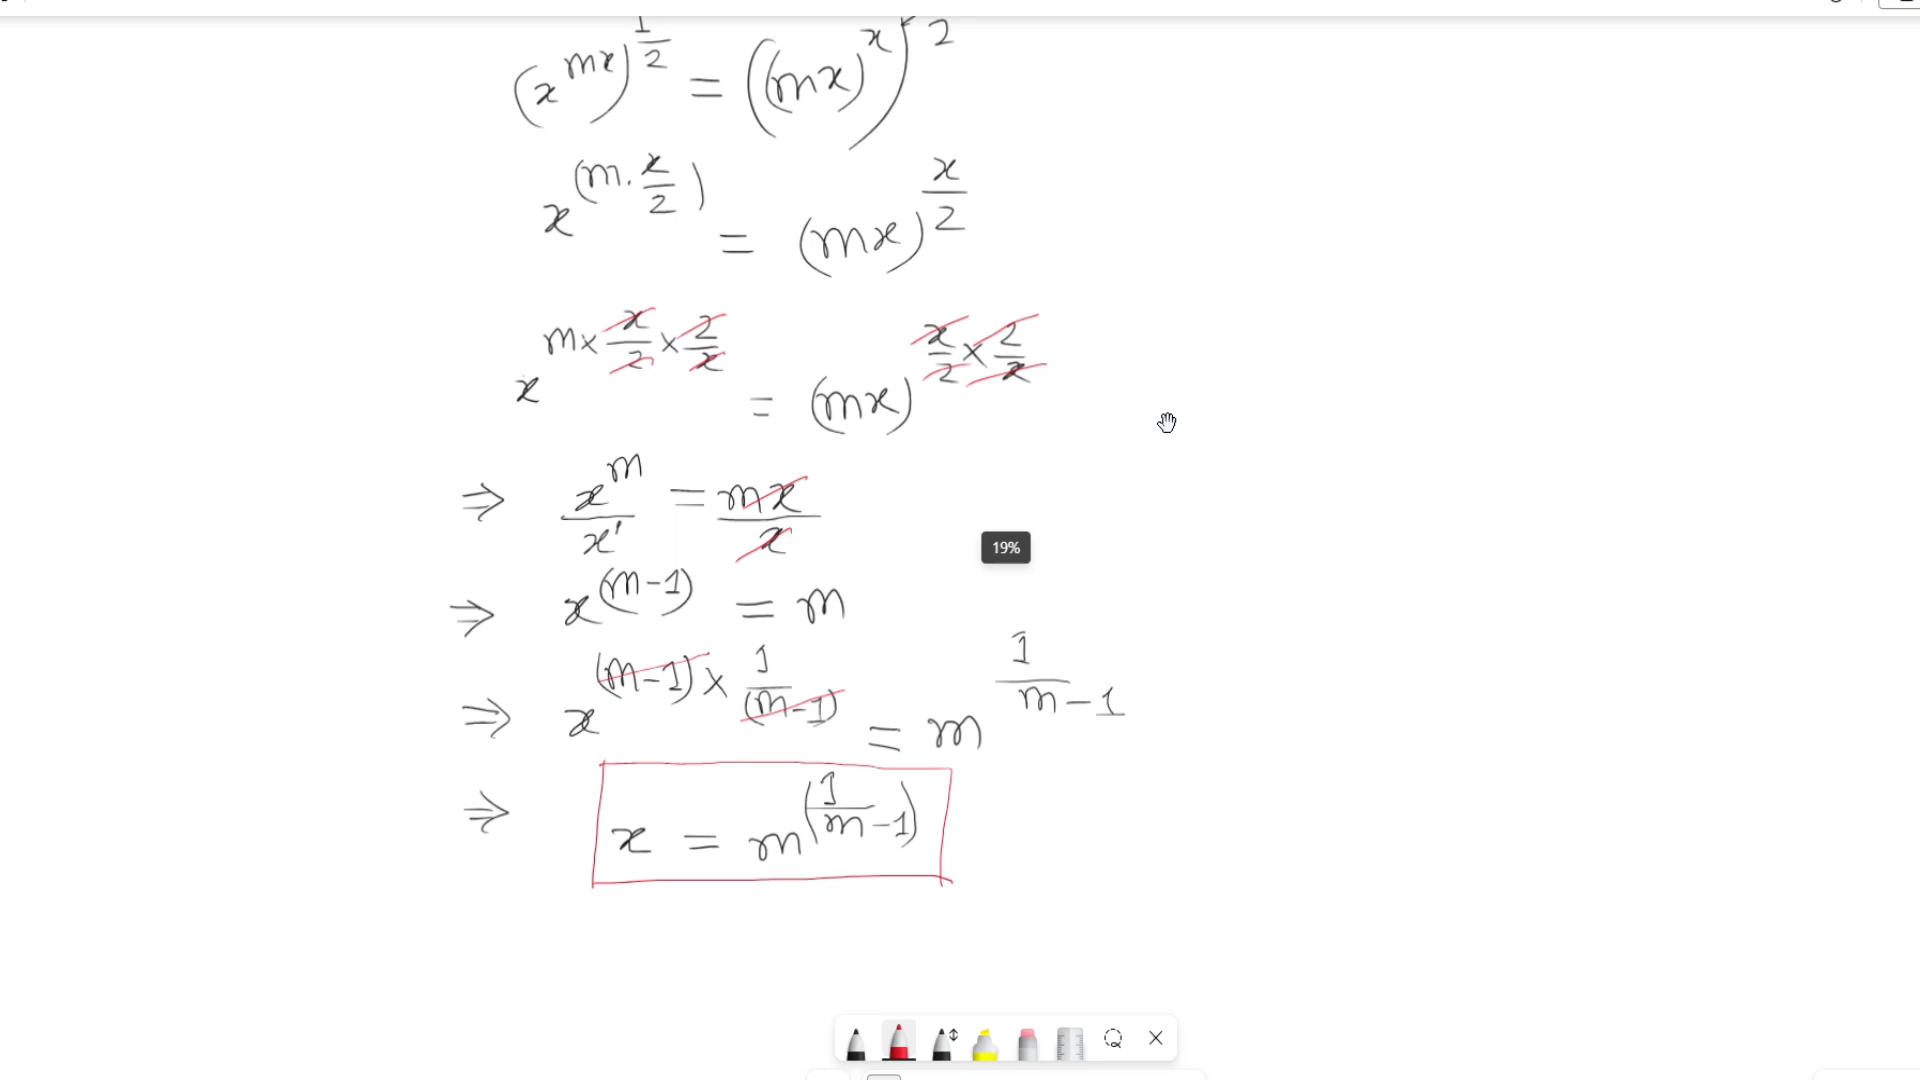 (x^mx)^1/2 = ((mx)^x)^2
x^(m.x/2) = (mx)^x/2
x^m×x/2×2/x = (mx)^x/2×2/x
⇒ x^m/x' = mx/x
19%
⇒ x^(m-1) = m
⇒ x^(m-1)×1/(m-1) = m^1/m-1
⇒ x = m^(1/m-1)